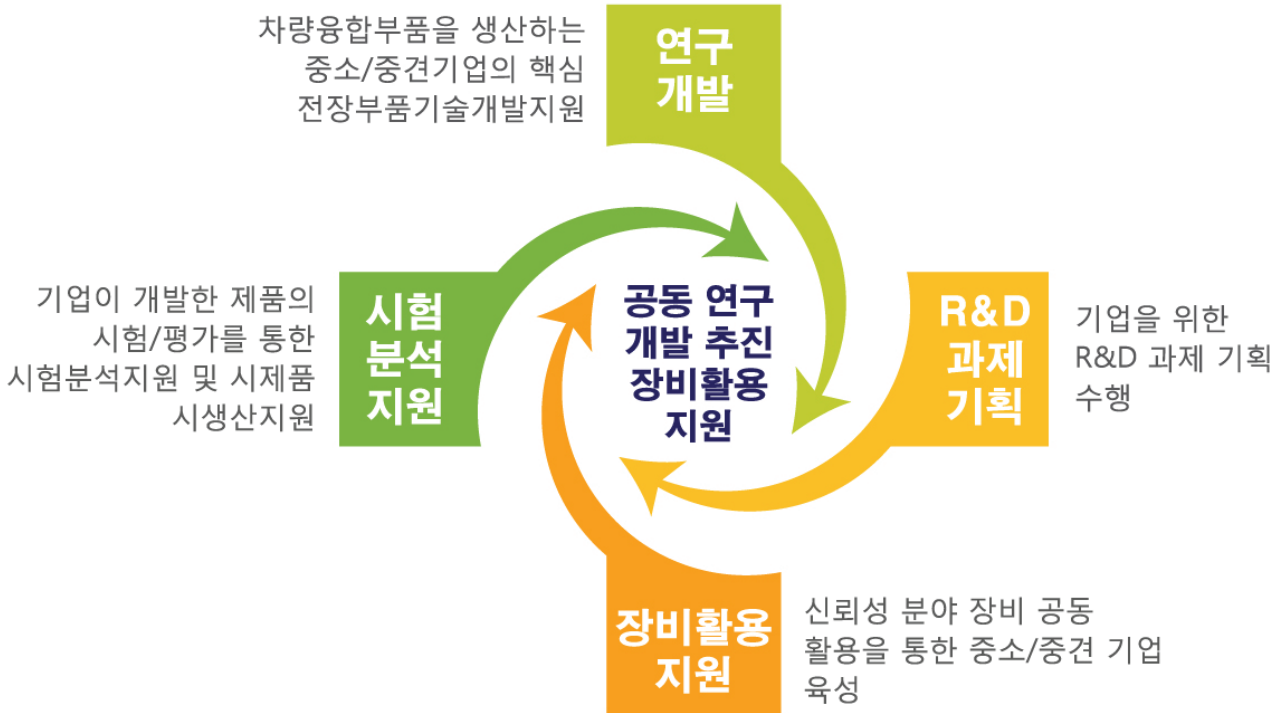 차량융합부품을 생산하는
중소/중견기업의 핵심
전장부품기술개발지원
연구
개발
기업이 개발한 제품의
시험/평가를 통한
시험분석지원 및 시제품
시생산지원
시험
분석
지원
공동 연구
개발 추진
장비활용
지원
R&D
과제
기획
기업을 위한
R&D 과제 기획
수행
장비활용
지원
신뢰성 분야 장비 공동
활용을 통한 중소/중견 기업
육성